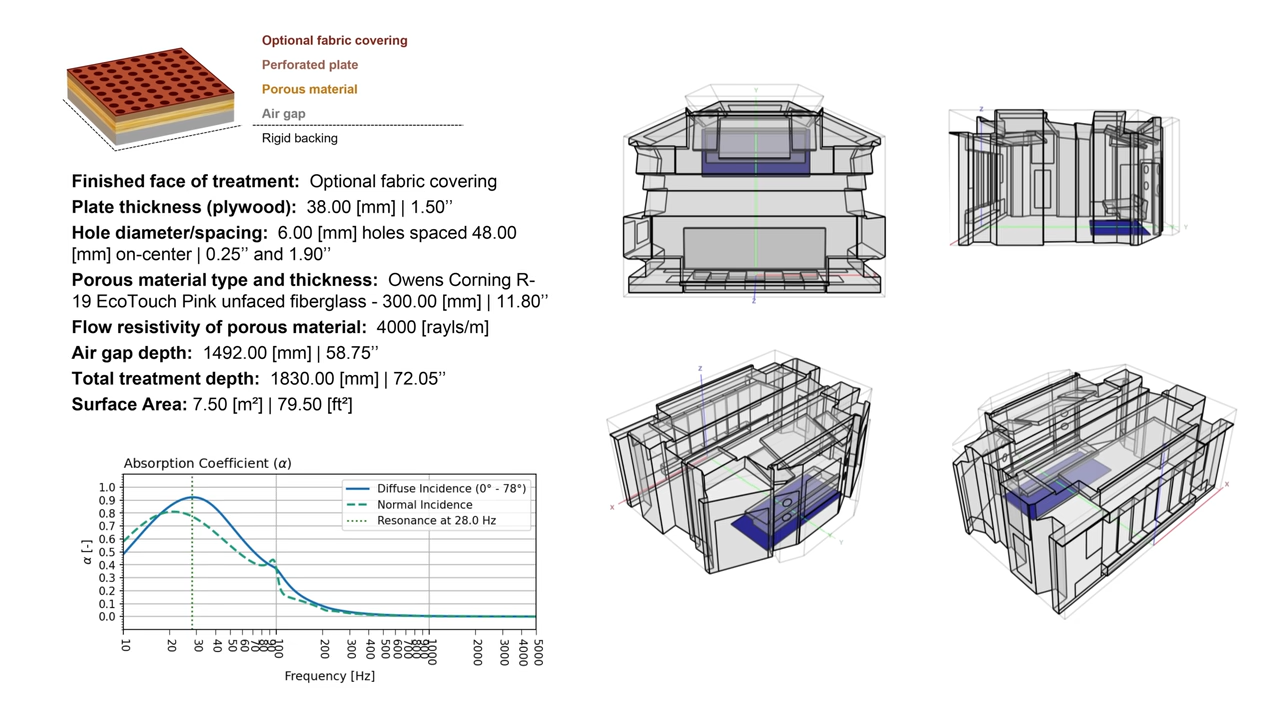 Optional fabric covering
Perforated plate
Porous material
Air gap
Rigid backing
Finished face of treatment:  Optional fabric covering
Plate thickness (plywood):  38.00 [mm] | 1.50’’
Hole diameter/spacing:  6.00 [mm] holes spaced 48.00
[mm] on-center | 0.25’’ and 1.90’’
Porous material type and thickness:  Owens Corning R-
19 EcoTouch Pink unfaced fiberglass - 300.00 [mm] | 11.80’’
Flow resistivity of porous material:  4000 [rayls/m]
Air gap depth:  1492.00 [mm] | 58.75’’
Total treatment depth:  1830.00 [mm] | 72.05’’
Surface Area: 7.50 [m²] | 79.50 [ft²]
Absorption Coefficient (α)
Diffuse Incidence (0° - 78°)
Normal Incidence
Resonance at 28.0 Hz
α [-]
1.0
0.9
0.8
0.7
0.6
0.5
0.4
0.3
0.2
0.1
0.0
10 20 30 40 50 60 70 80 90 100 200 300 400 500 600 700 800 900 1000 2000 3000 4000 5000
Frequency [Hz]
Y
Z
Z
Y
Z
X
Y
X